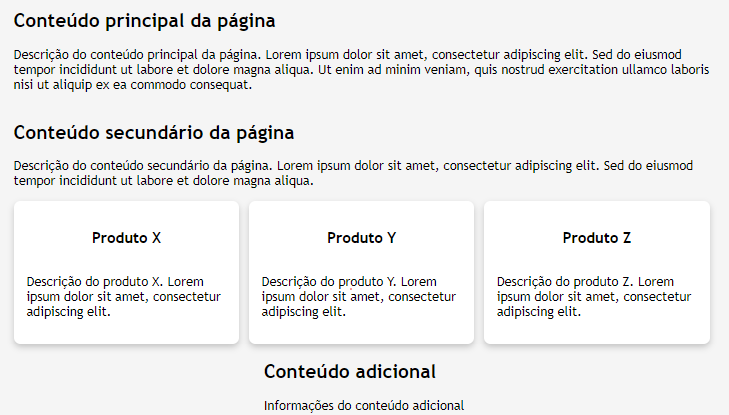 Conteúdo principal da página
Descrição do conteúdo principal da página. Lorem ipsum dolor sit amet, consectetur adipiscing elit. Sed do eiusmod
tempor incididunt ut labore et dolore magna aliqua. Ut enim ad minim veniam, quis nostrud exercitation ullamco laboris
nisi ut aliquip ex ea commodo consequat.
Conteúdo secundário da página
Descrição do conteúdo secundário da página. Lorem ipsum dolor sit amet, consectetur adipiscing elit. Sed do eiusmod
tempor incididunt ut labore et dolore magna aliqua.
Produto X
Descrição do produto X. Lorem
ipsum dolor sit amet, consectetur
adipiscing elit.
Produto Y
Descrição do produto Y. Lorem
ipsum dolor sit amet, consectetur
adipiscing elit.
Produto Z
Descrição do produto Z. Lorem
ipsum dolor sit amet, consectetur
adipiscing elit.
Conteúdo adicional
Informações do conteúdo adicional